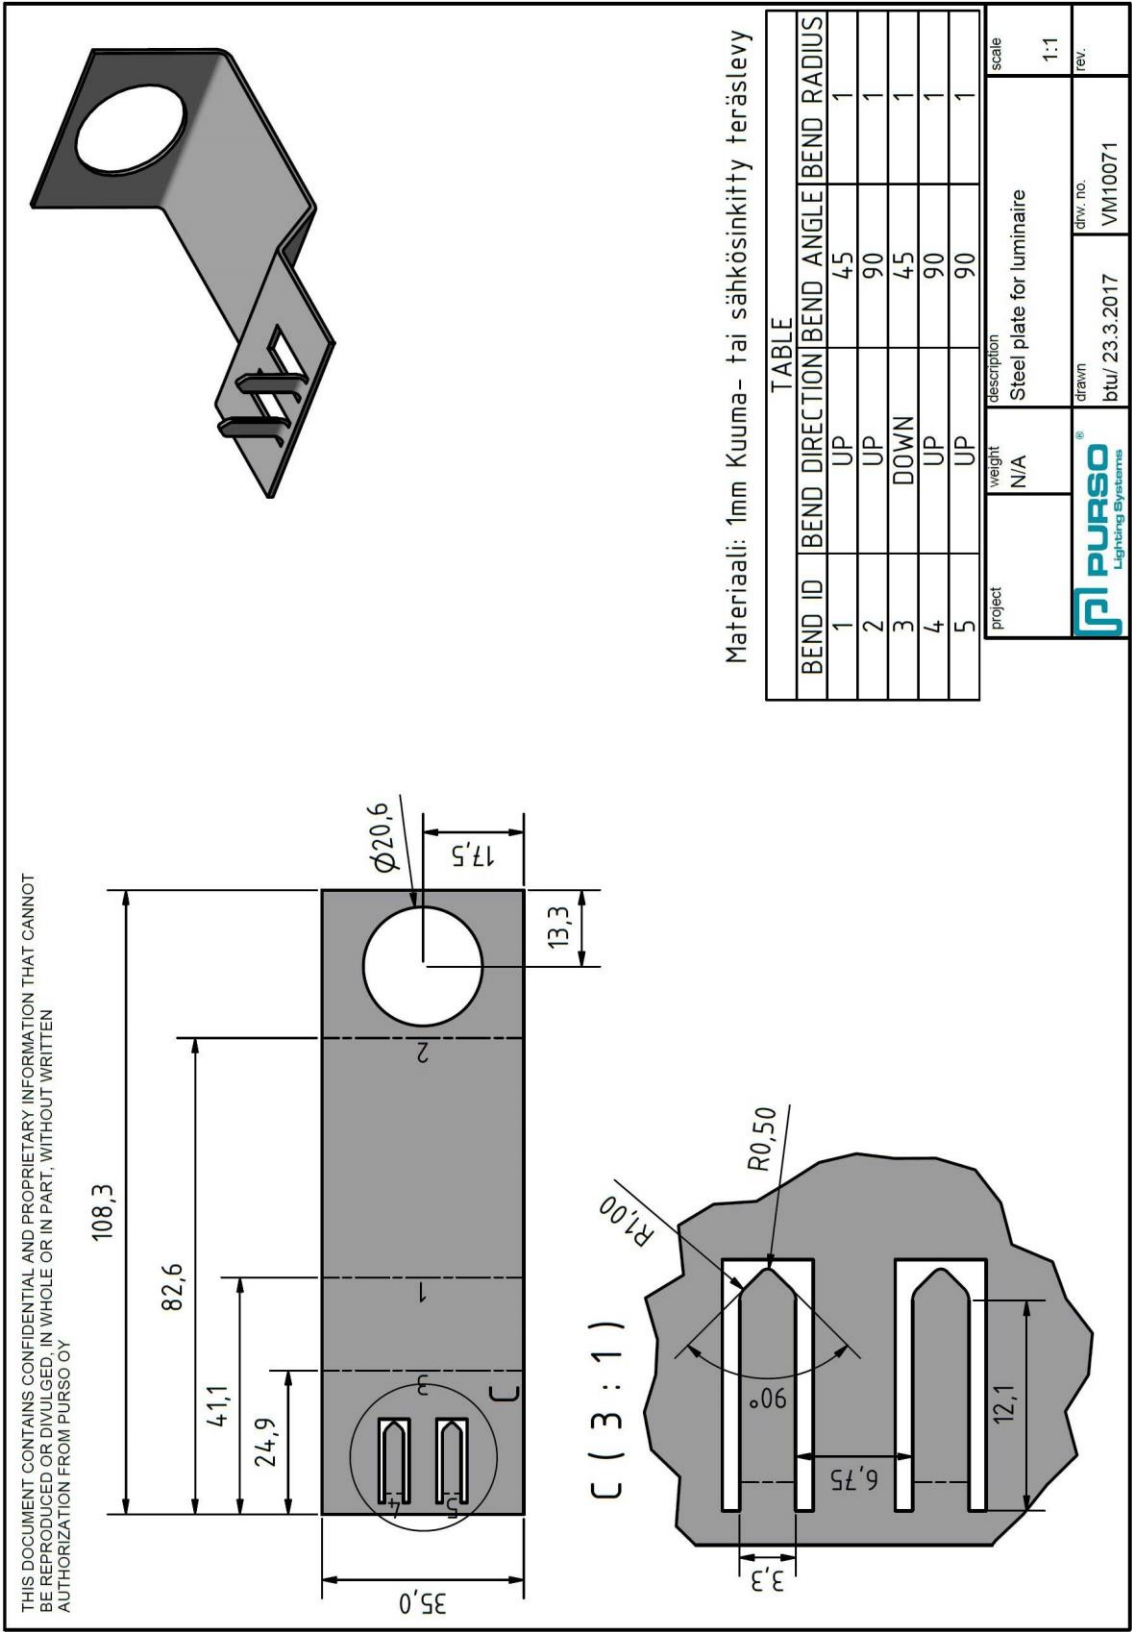 THIS DOCUMENT CONTAINS CONFIDENTIAL AND PROPRIETARY INFORMATION THAT CANNOT
BE REPRODUCED OR DIVULGED, IN WHOLE OR IN PART, WITHOUT WRITTEN
AUTHORIZATION FROM PURSO OY
108,3
82,6
41,1
24,9
35,0
4
5
3
1
2
C
Ø20,6
17,5
13,3
C ( 3 : 1 )
R1,00
R0,50
90°
3,3
6,75
12,1
Materiaali: 1mm Kuuma- tai sähkösinkitty teräslevy
TABLE
BEND ID BEND DIRECTION BEND ANGLE BEND RADIUS
1 UP 45 1
2 UP 90 1
3 DOWN 45 1
4 UP 90 1
5 UP 90 1
project weight description scale
N/A Steel plate for luminaire 1:1
PURSO ®
Lighting Systems
drawn drw. no. rev.
btu/ 23.3.2017 VM10071